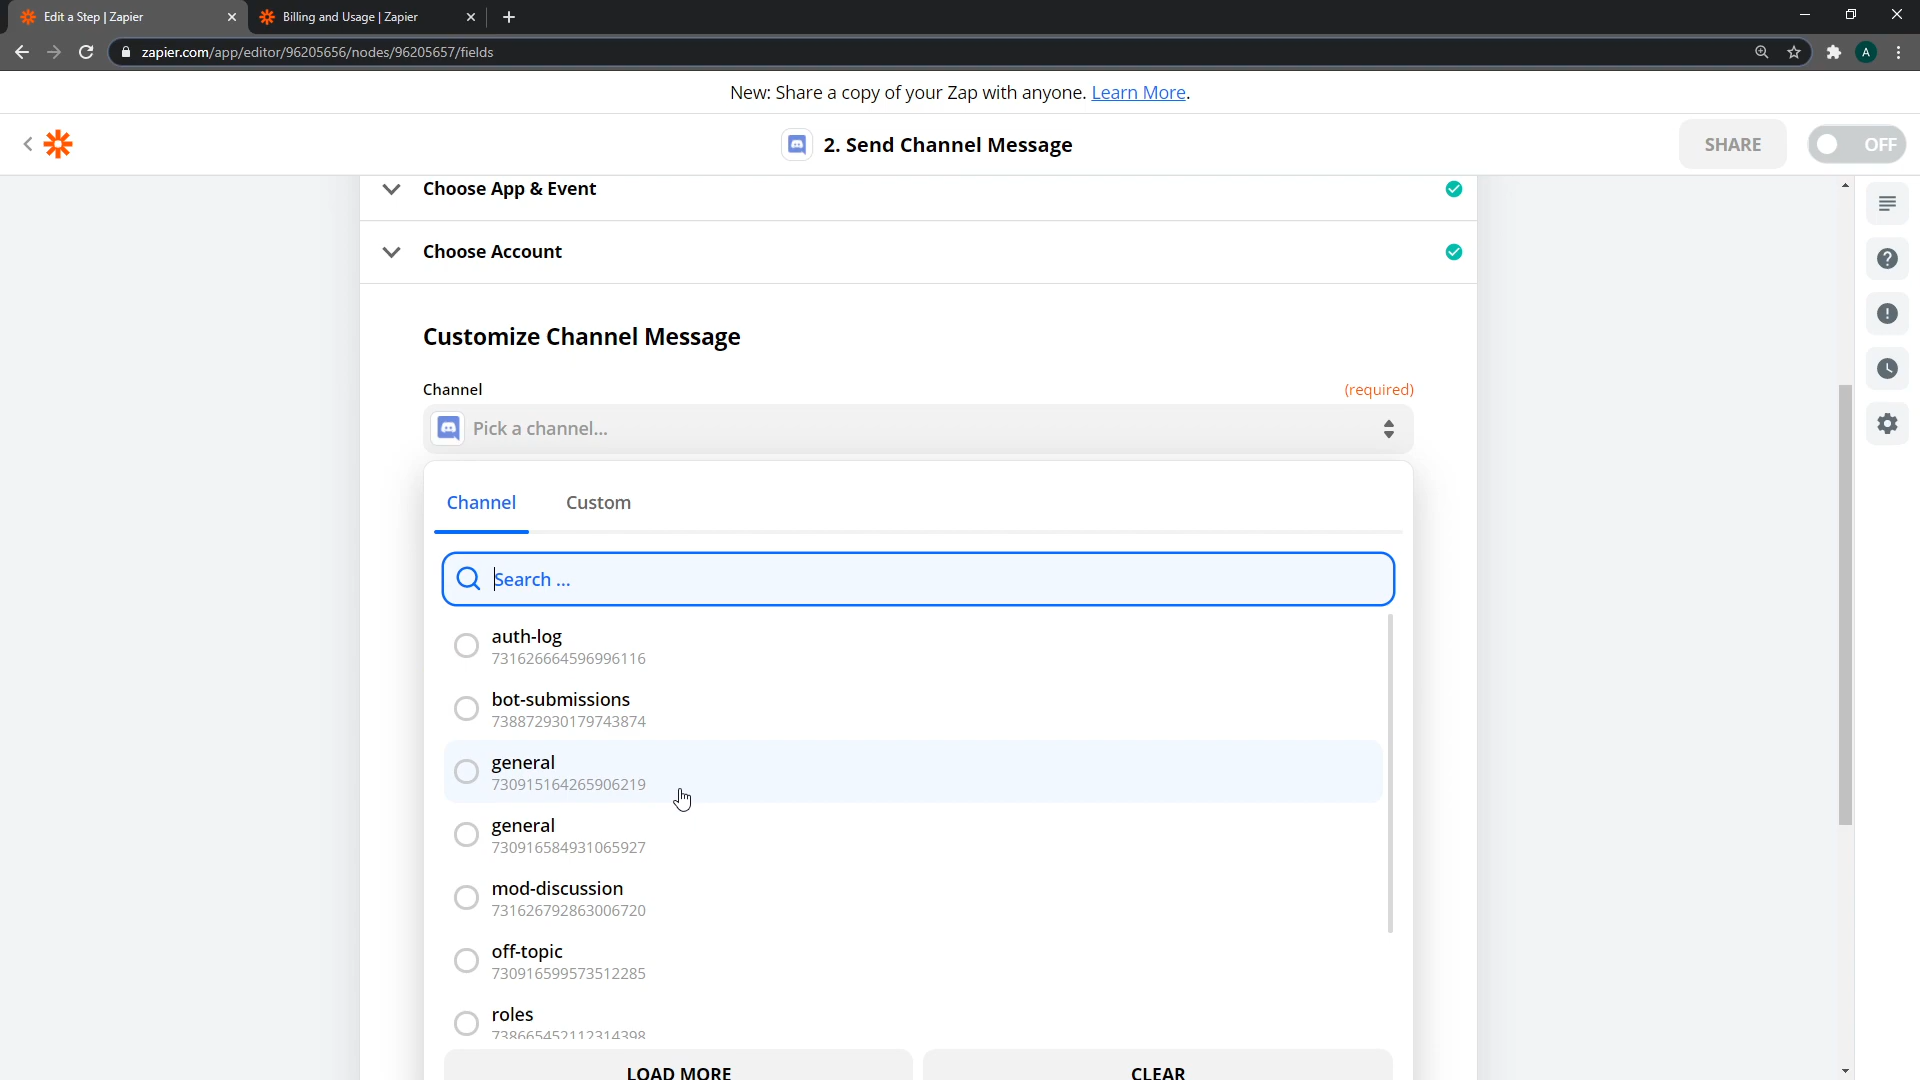 Edit a Step | Zapier
Billing and Usage | Zapier
zapier.com/app/editor/96205656/nodes/96205657/fields
A
New: Share a copy of your Zap with anyone. Learn More.
2. Send Channel Message
SHARE
OFF
Choose App & Event
Choose Account
Customize Channel Message
Channel
(required)
Pick a channel...
Channel
Custom
Search ...
auth-log
731626664596996116
bot-submissions
738872930179743874
general
730915164265906219
general
730916584931065927
mod-discussion
731626792863006720
off-topic
730916599573512285
roles
738665452112314398
LOAD MORE
CLEAR